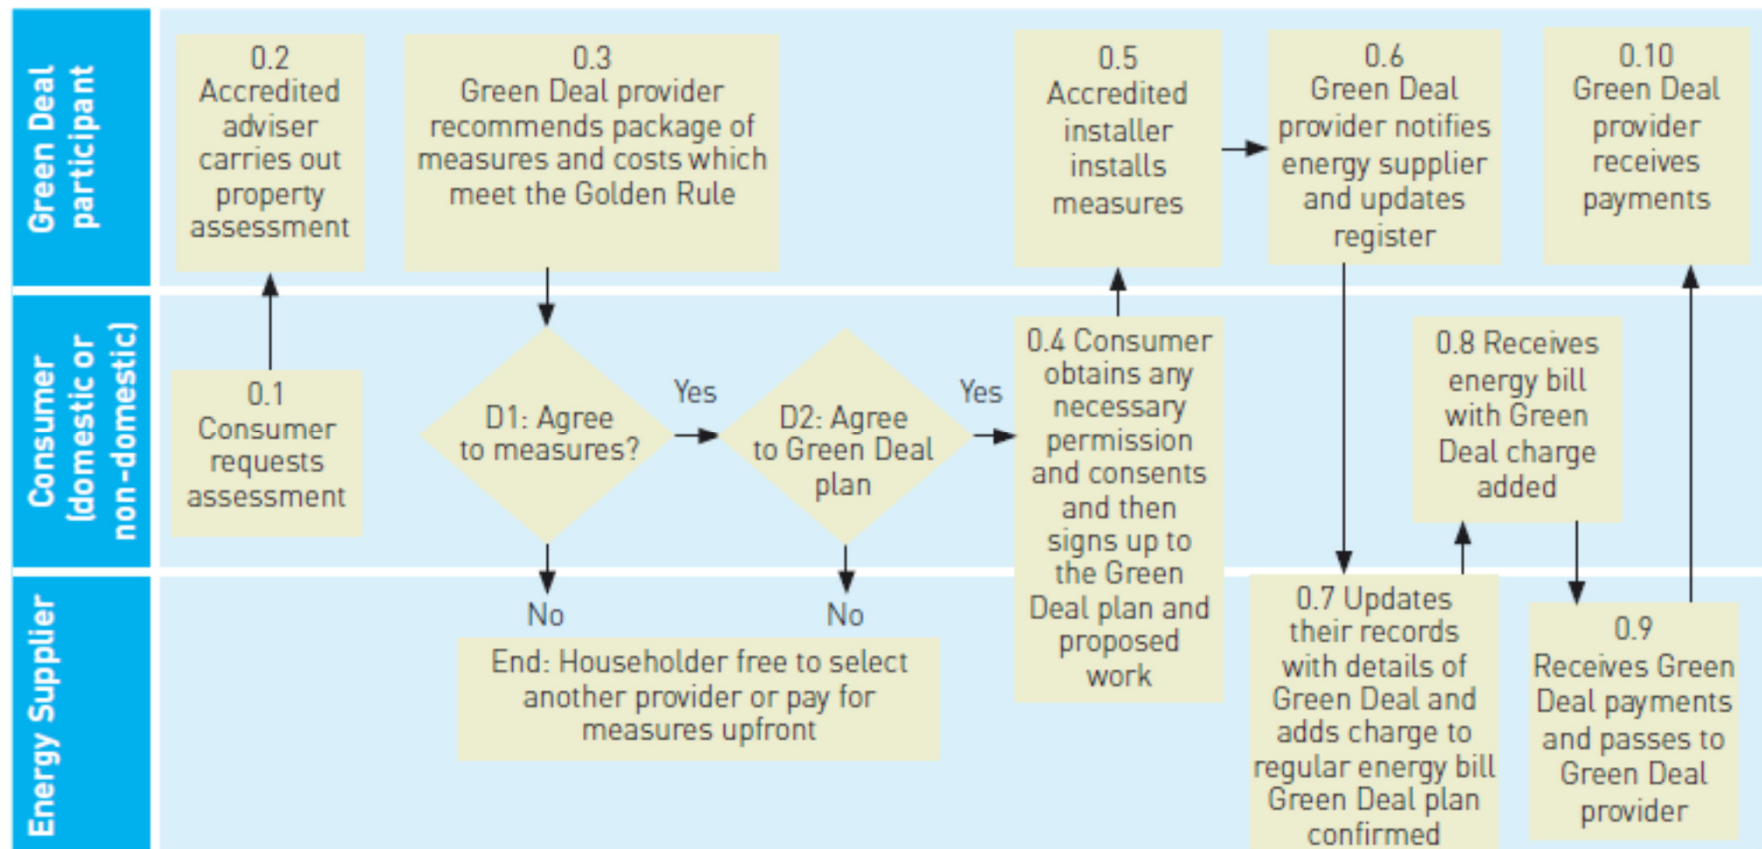 Green Deal
participant
0.2
Accredited
adviser
carries out
property
assessment
0.3
Green Deal provider
recommends package of
measures and costs which
meet the Golden Rule
0.5
Accredited
installer
installs
measures
0.6
Green Deal
provider notifies
energy supplier
and updates
register
0.10
Green Deal
provider
receives
payments
Consumer
(domestic or
non-domestic)
0.1
Consumer
requests
assessment
D1: Agree
to measures?
Yes
D2: Agree
to Green Deal
plan
Yes
0.4 Consumer
obtains any
necessary
permission
and consents
and then
signs up to
the Green
Deal plan and
proposed
work
0.8 Receives
energy bill
with Green
Deal charge
added
Energy Supplier
No
No
End: Householder free to select
another provider or pay for
measures upfront
0.7 Updates
their records
with details of
Green Deal and
adds charge to
regular energy bill
Green Deal plan
confirmed
0.9
Receives Green
Deal payments
and passes to
Green Deal
provider